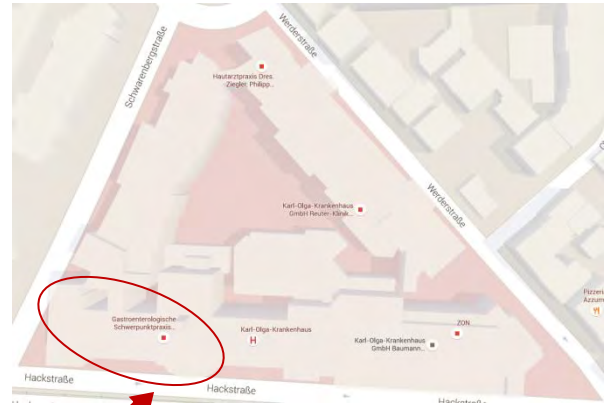 Schwarenbergstraße
Werderstraße
Hautarztpraxis Dres.
Ziegler, Philipp...
Karl-Olga-Krankenhaus
GmbH Reuter-Klinik...
Werderstraße
Pizzeri
Azzurr
Gastroenterologische
Schwerpunktpraxis...
Karl-Olga-Krankenhaus
H
ZON
Karl-Olga-Krankenhaus
GmbH Baumann...
Hackstraße
Hackstraße
Hackstraße